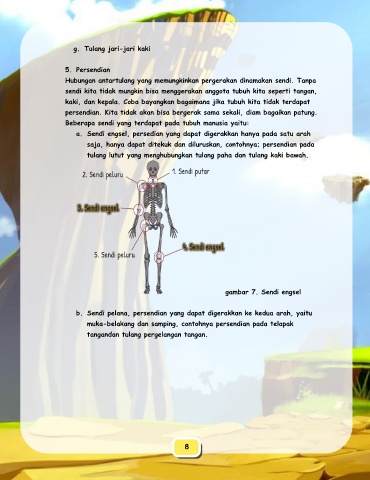 g. Tulang jari-jari kaki
5. Persendian
Hubungan antartulang yang memungkinkan pergerakan dinamakan sendi. Tanpa
sendi kita tidak mungkin bisa menggerakan anggota tubuh kita seperti tangan,
kaki, dan kepala. Coba bayangkan bagaimana jika tubuh kita tidak terdapat
persendian. Kita tidak akan bisa bergerak sama sekali, diam bagaikan patung.
Beberapa sendi yang terdapat pada tubuh manusia yaitu:
a. Sendi engsel, persedian yang dapat digerakkan hanya pada satu arah
saja, hanya dapat ditekuk dan diluruskan, contohnya; persendian pada
tulang lutut yang menghubungkan tulang paha dan tulang kaki bawah.
2. Sendi peluru
1. Sendi putar
3. Sendi engsel
4. Sendi engsel
5. Sendi peluru
gambar 7. Sendi engsel
b. Sendi pelana, persendian yang dapat digerakkan ke kedua arah, yaitu
muka-belakang dan samping, contohnya persendian pada telapak
tangandan tulang pergelangan tangan.
8